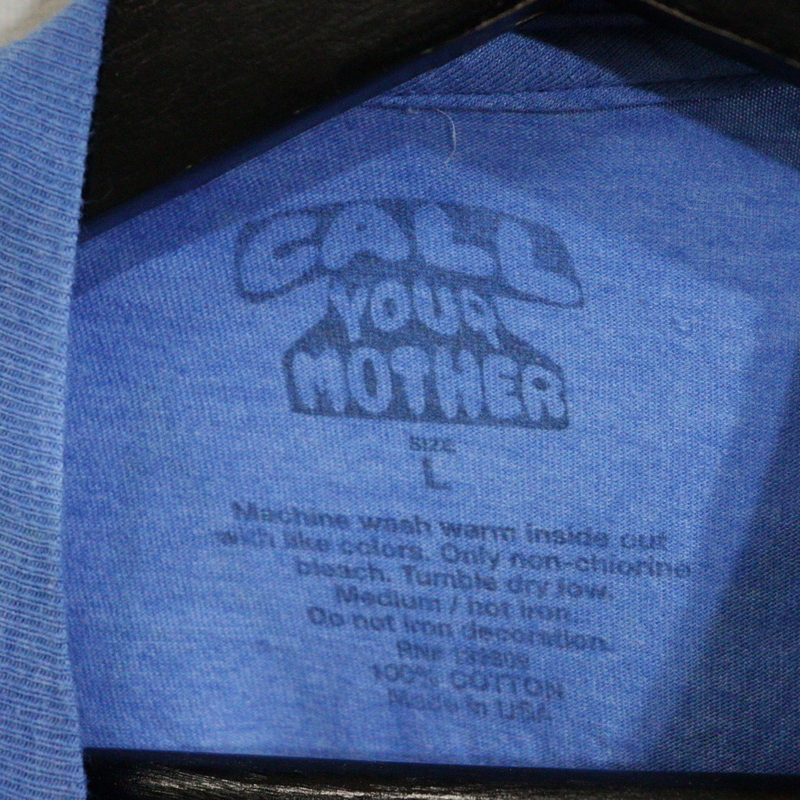 CALL
YOUR
MOTHER
SIZE
L
Machine wash warm inside out
with like colors. Only non-chlorine
bleach. Tumble dry low.
Medium / hot iron.
Do not iron decoration.
RN#
100% COTTON
Made in USA